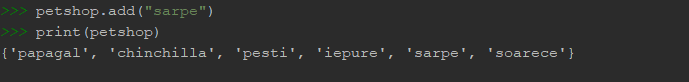 >>> petshop.add("sarpe")
>>> print(petshop)
{'papagal', 'chinchilla', 'pesti', 'iepure', 'sarpe', 'soarece'}